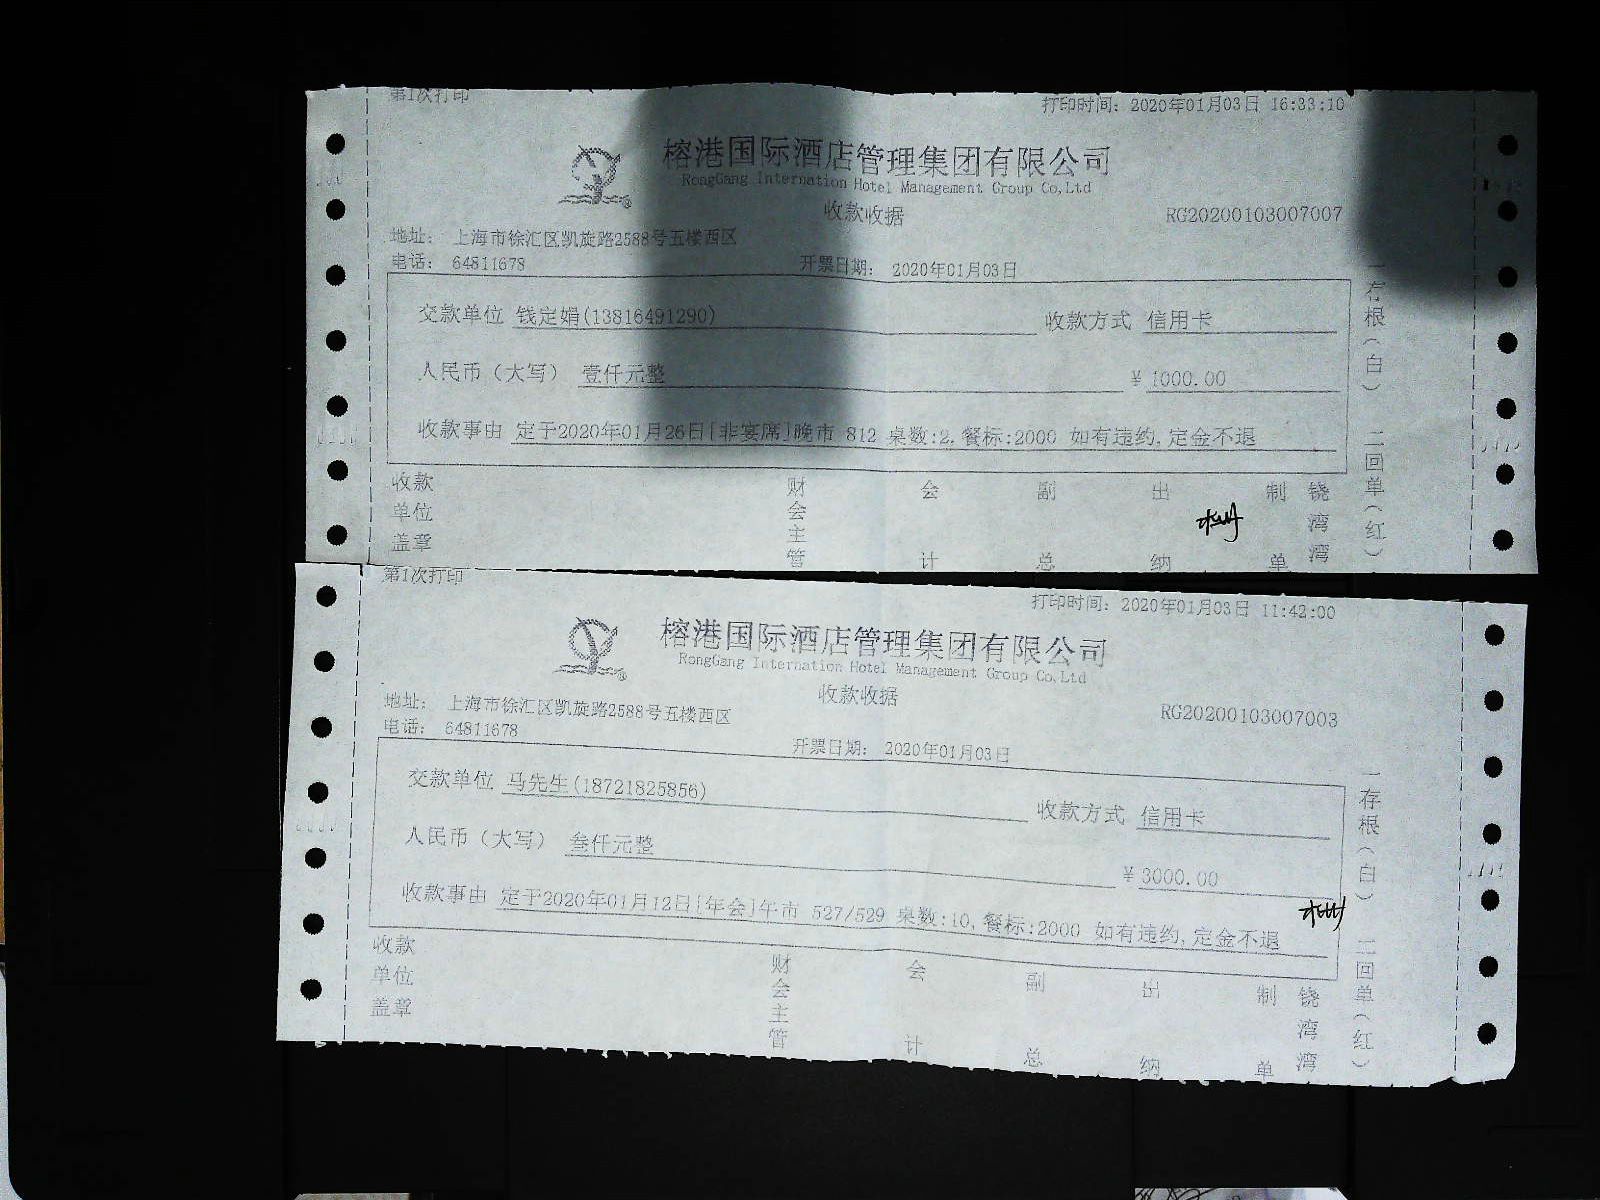 第1次打印
打印时间: 2020年01月03日 16:33:10
榕港国际酒店管理集团有限公司
RongGang Internation Hotel Management Group Co,Ltd
收款收据
RG20200103007007
地址: 上海市徐汇区凯旋路2588号五楼西区
电话: 64811678
开票日期: 2020年01月03日
交款单位 钱定娟(13816491290)
收款方式 信用卡
人民币（大写） 壹仟元整
¥ 1000.00
收款事由 定于2020年01月26日[非宴席]晚市 812 桌数:2,餐标:2000 如有违约,定金不退
收款单位盖章
财会主管
会计
副总
出纳
制单
铙湾湾
一存根（白）
二回单（红）
第1次打印
打印时间: 2020年01月03日 11:42:00
榕港国际酒店管理集团有限公司
RongGang Internation Hotel Management Group Co,Ltd
收款收据
RG20200103007003
地址: 上海市徐汇区凯旋路2588号五楼西区
电话: 64811678
开票日期: 2020年01月03日
交款单位 马先生(18721825856)
收款方式 信用卡
人民币（大写） 叁仟元整
¥ 3000.00
收款事由 定于2020年01月12日[年会]午市 527/529 桌数:10,餐标:2000 如有违约,定金不退
收款单位盖章
财会主管
会计
副总
出纳
制单
铙湾湾
一存根（白）
二回单（红）